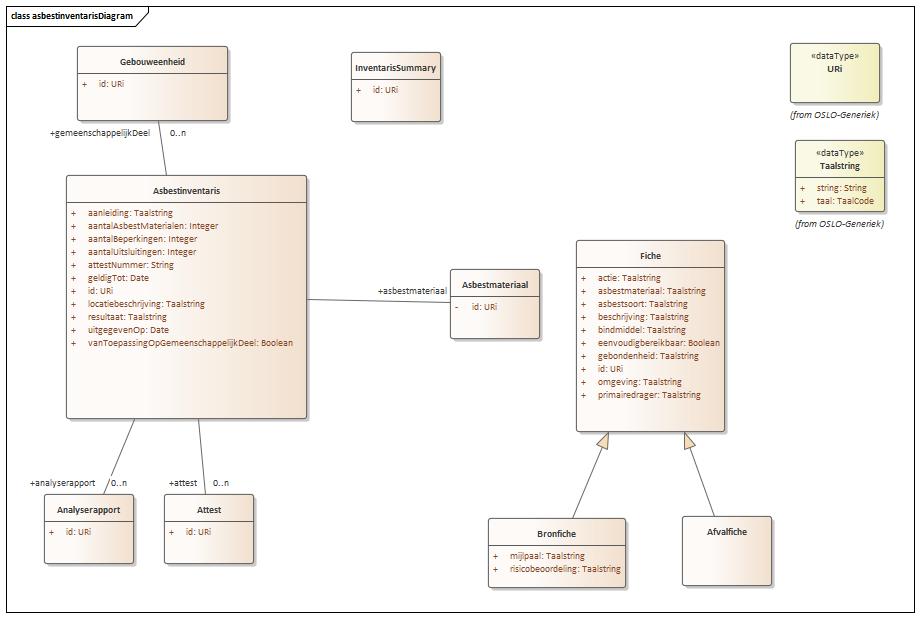 class asbestinventarisDiagram
Gebouweenheid
+ id: URi
+gemeenschappelijkDeel 0..n
InventarisSummary
+ id: URi
«dataType»
URi
(from OSLO-Generiek)
«dataType»
Taalstring
+ string: String
+ taal: TaalCode
(from OSLO-Generiek)
Asbestinventaris
+ aanleiding: Taalstring
+ aantalAsbestMaterialen: Integer
+ aantalBeperkingen: Integer
+ aantalUitsluitingen: Integer
+ attestNummer: String
+ geldigTot: Date
+ id: URi
+ locatiebeschrijving: Taalstring
+ resultaat: Taalstring
+ uitgegevenOp: Date
+ vanToepassingOpGemeenschappelijkDeel: Boolean
+asbestmateriaal
Asbestmateriaal
- id: URi
Fiche
+ actie: Taalstring
+ asbestmateriaal: Taalstring
+ asbestsoort: Taalstring
+ beschrijving: Taalstring
+ bindmiddel: Taalstring
+ eenvoudigbereikbaar: Boolean
+ gebondenheid: Taalstring
+ id: URi
+ omgeving: Taalstring
+ primairedrager: Taalstring
+analyserapport 0..n
+attest 0..n
Analyserapport
+ id: URi
Attest
+ id: URi
Bronfiche
+ mijlpaal: Taalstring
+ risicobeoordeling: Taalstring
Afvalfiche